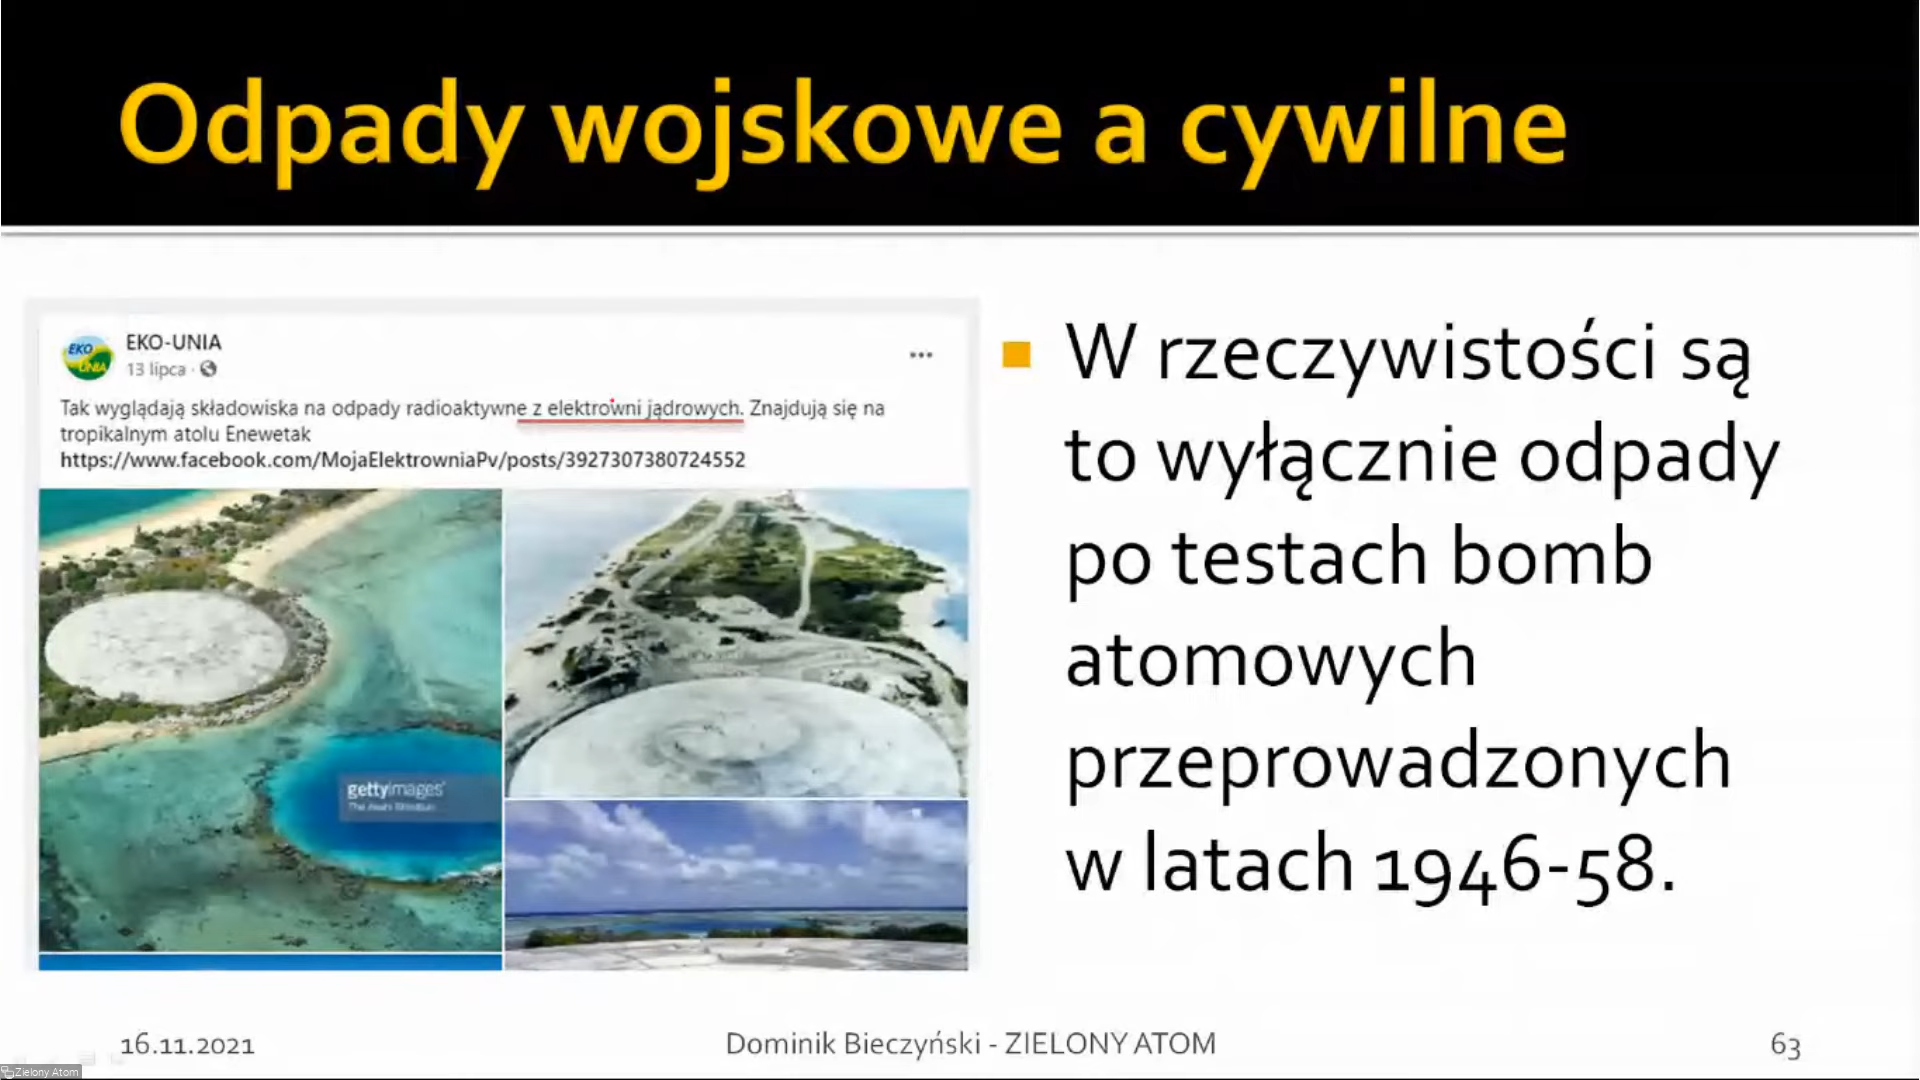 Odpady wojskowe a cywilne
EKO
UNIA
EKO-UNIA
13 lipca ·
Tak wyglądają składowiska na odpady radioaktywne z elektrowni jądrowych. Znajdują się na
tropikalnym atolu Enewetak
https://www.facebook.com/MojaElektrowniaPv/posts/3927307380724552
gettyimages
W rzeczywistości są
to wyłącznie odpady
po testach bomb
atomowych
przeprowadzonych
w latach 1946-58.
16.11.2021
Dominik Bieczyński - ZIELONY ATOM
63
Zielony Atom